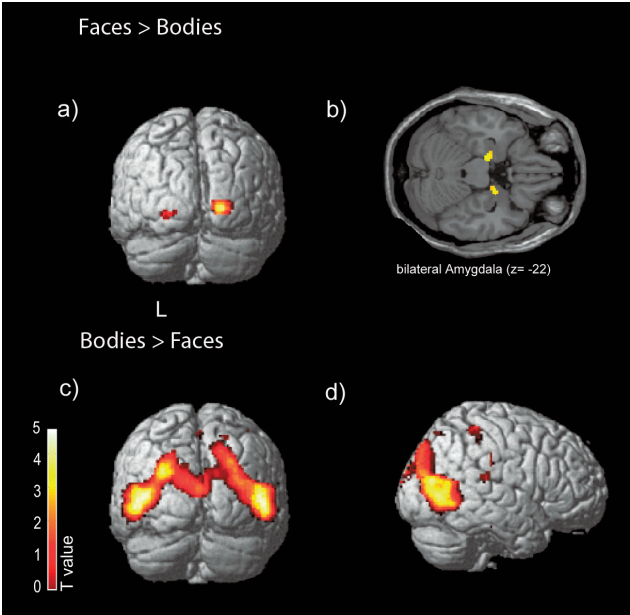 Faces > Bodies
a)
b)
bilateral Amygdala (z= -22)
L
Bodies > Faces
c)
d)
5
4
3
2
1
0
T value